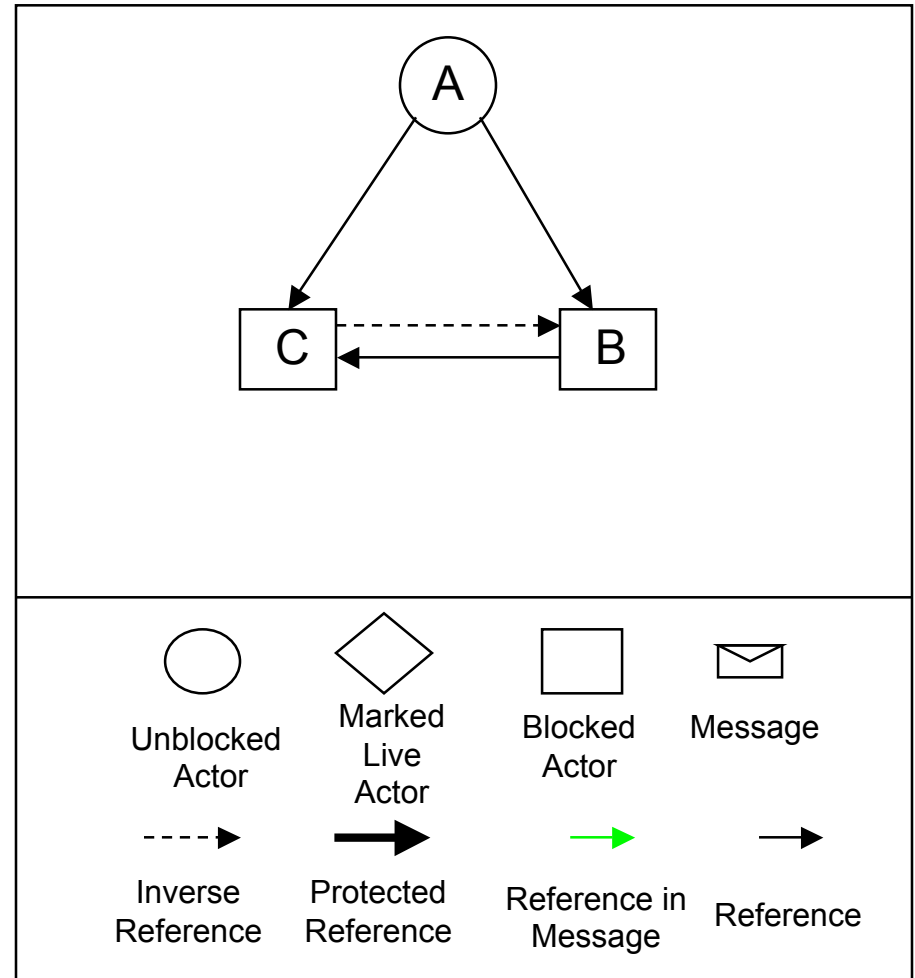 A
C
B
Unblocked
Actor
Marked
Live
Actor
Blocked
Actor
Message
Inverse
Reference
Protected
Reference
Reference in
Message
Reference